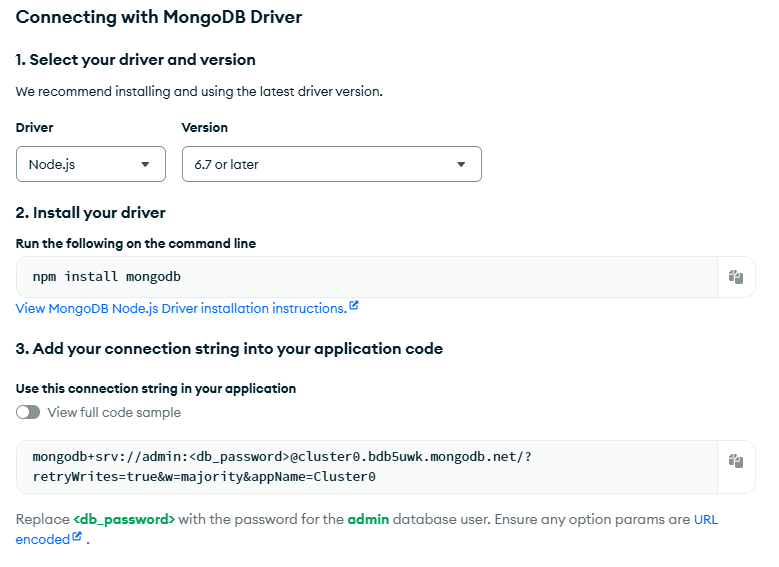 Connecting with MongoDB Driver
1. Select your driver and version
We recommend installing and using the latest driver version.
Driver
Version
Node.js
6.7 or later
2. Install your driver
Run the following on the command line
npm install mongodb
View MongoDB Node.js Driver installation instructions.
3. Add your connection string into your application code
Use this connection string in your application
View full code sample
mongodb+srv://admin:<db_password>@cluster0.bdb5uwk.mongodb.net/?
retryWrites=true&w=majority&appName=Cluster0
Replace <db_password> with the password for the admin database user. Ensure any option params are URL
encoded .